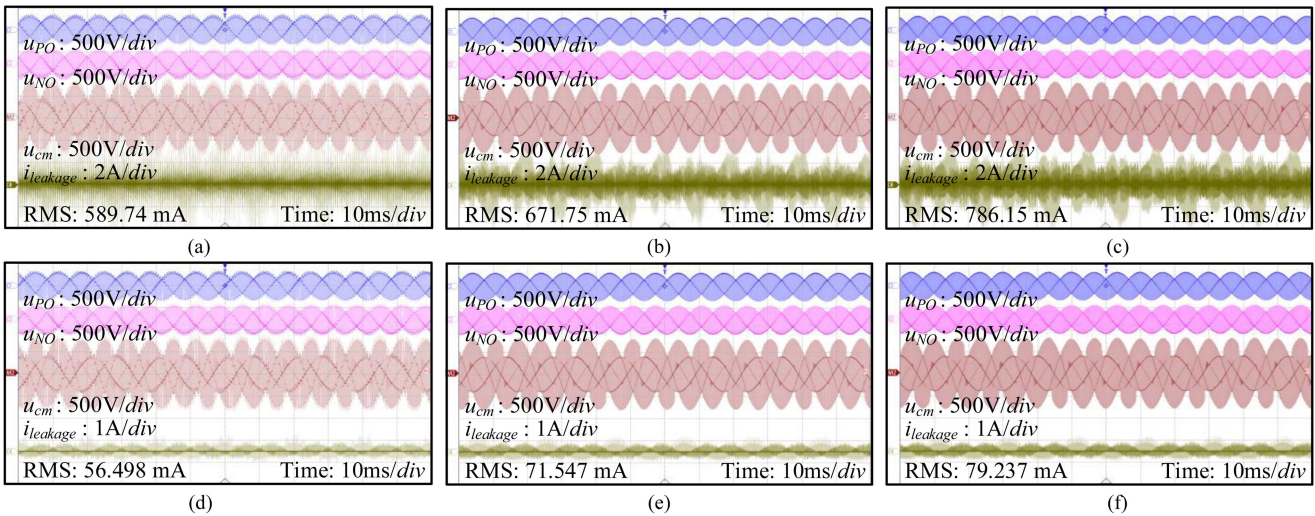 u_PO : 500V/div
u_NO : 500V/div
u_cm : 500V/div
i_leakage : 2A/div
RMS: 589.74 mA Time: 10ms/div
(a)
u_PO : 500V/div
u_NO : 500V/div
u_cm : 500V/div
i_leakage : 2A/div
RMS: 671.75 mA Time: 10ms/div
(b)
u_PO : 500V/div
u_NO : 500V/div
u_cm : 500V/div
i_leakage : 2A/div
RMS: 786.15 mA Time: 10ms/div
(c)
u_PO : 500V/div
u_NO : 500V/div
u_cm : 500V/div
i_leakage : 1A/div
RMS: 56.498 mA Time: 10ms/div
(d)
u_PO : 500V/div
u_NO : 500V/div
u_cm : 500V/div
i_leakage : 1A/div
RMS: 71.547 mA Time: 10ms/div
(e)
u_PO : 500V/div
u_NO : 500V/div
u_cm : 500V/div
i_leakage : 1A/div
RMS: 79.237 mA Time: 10ms/div
(f)